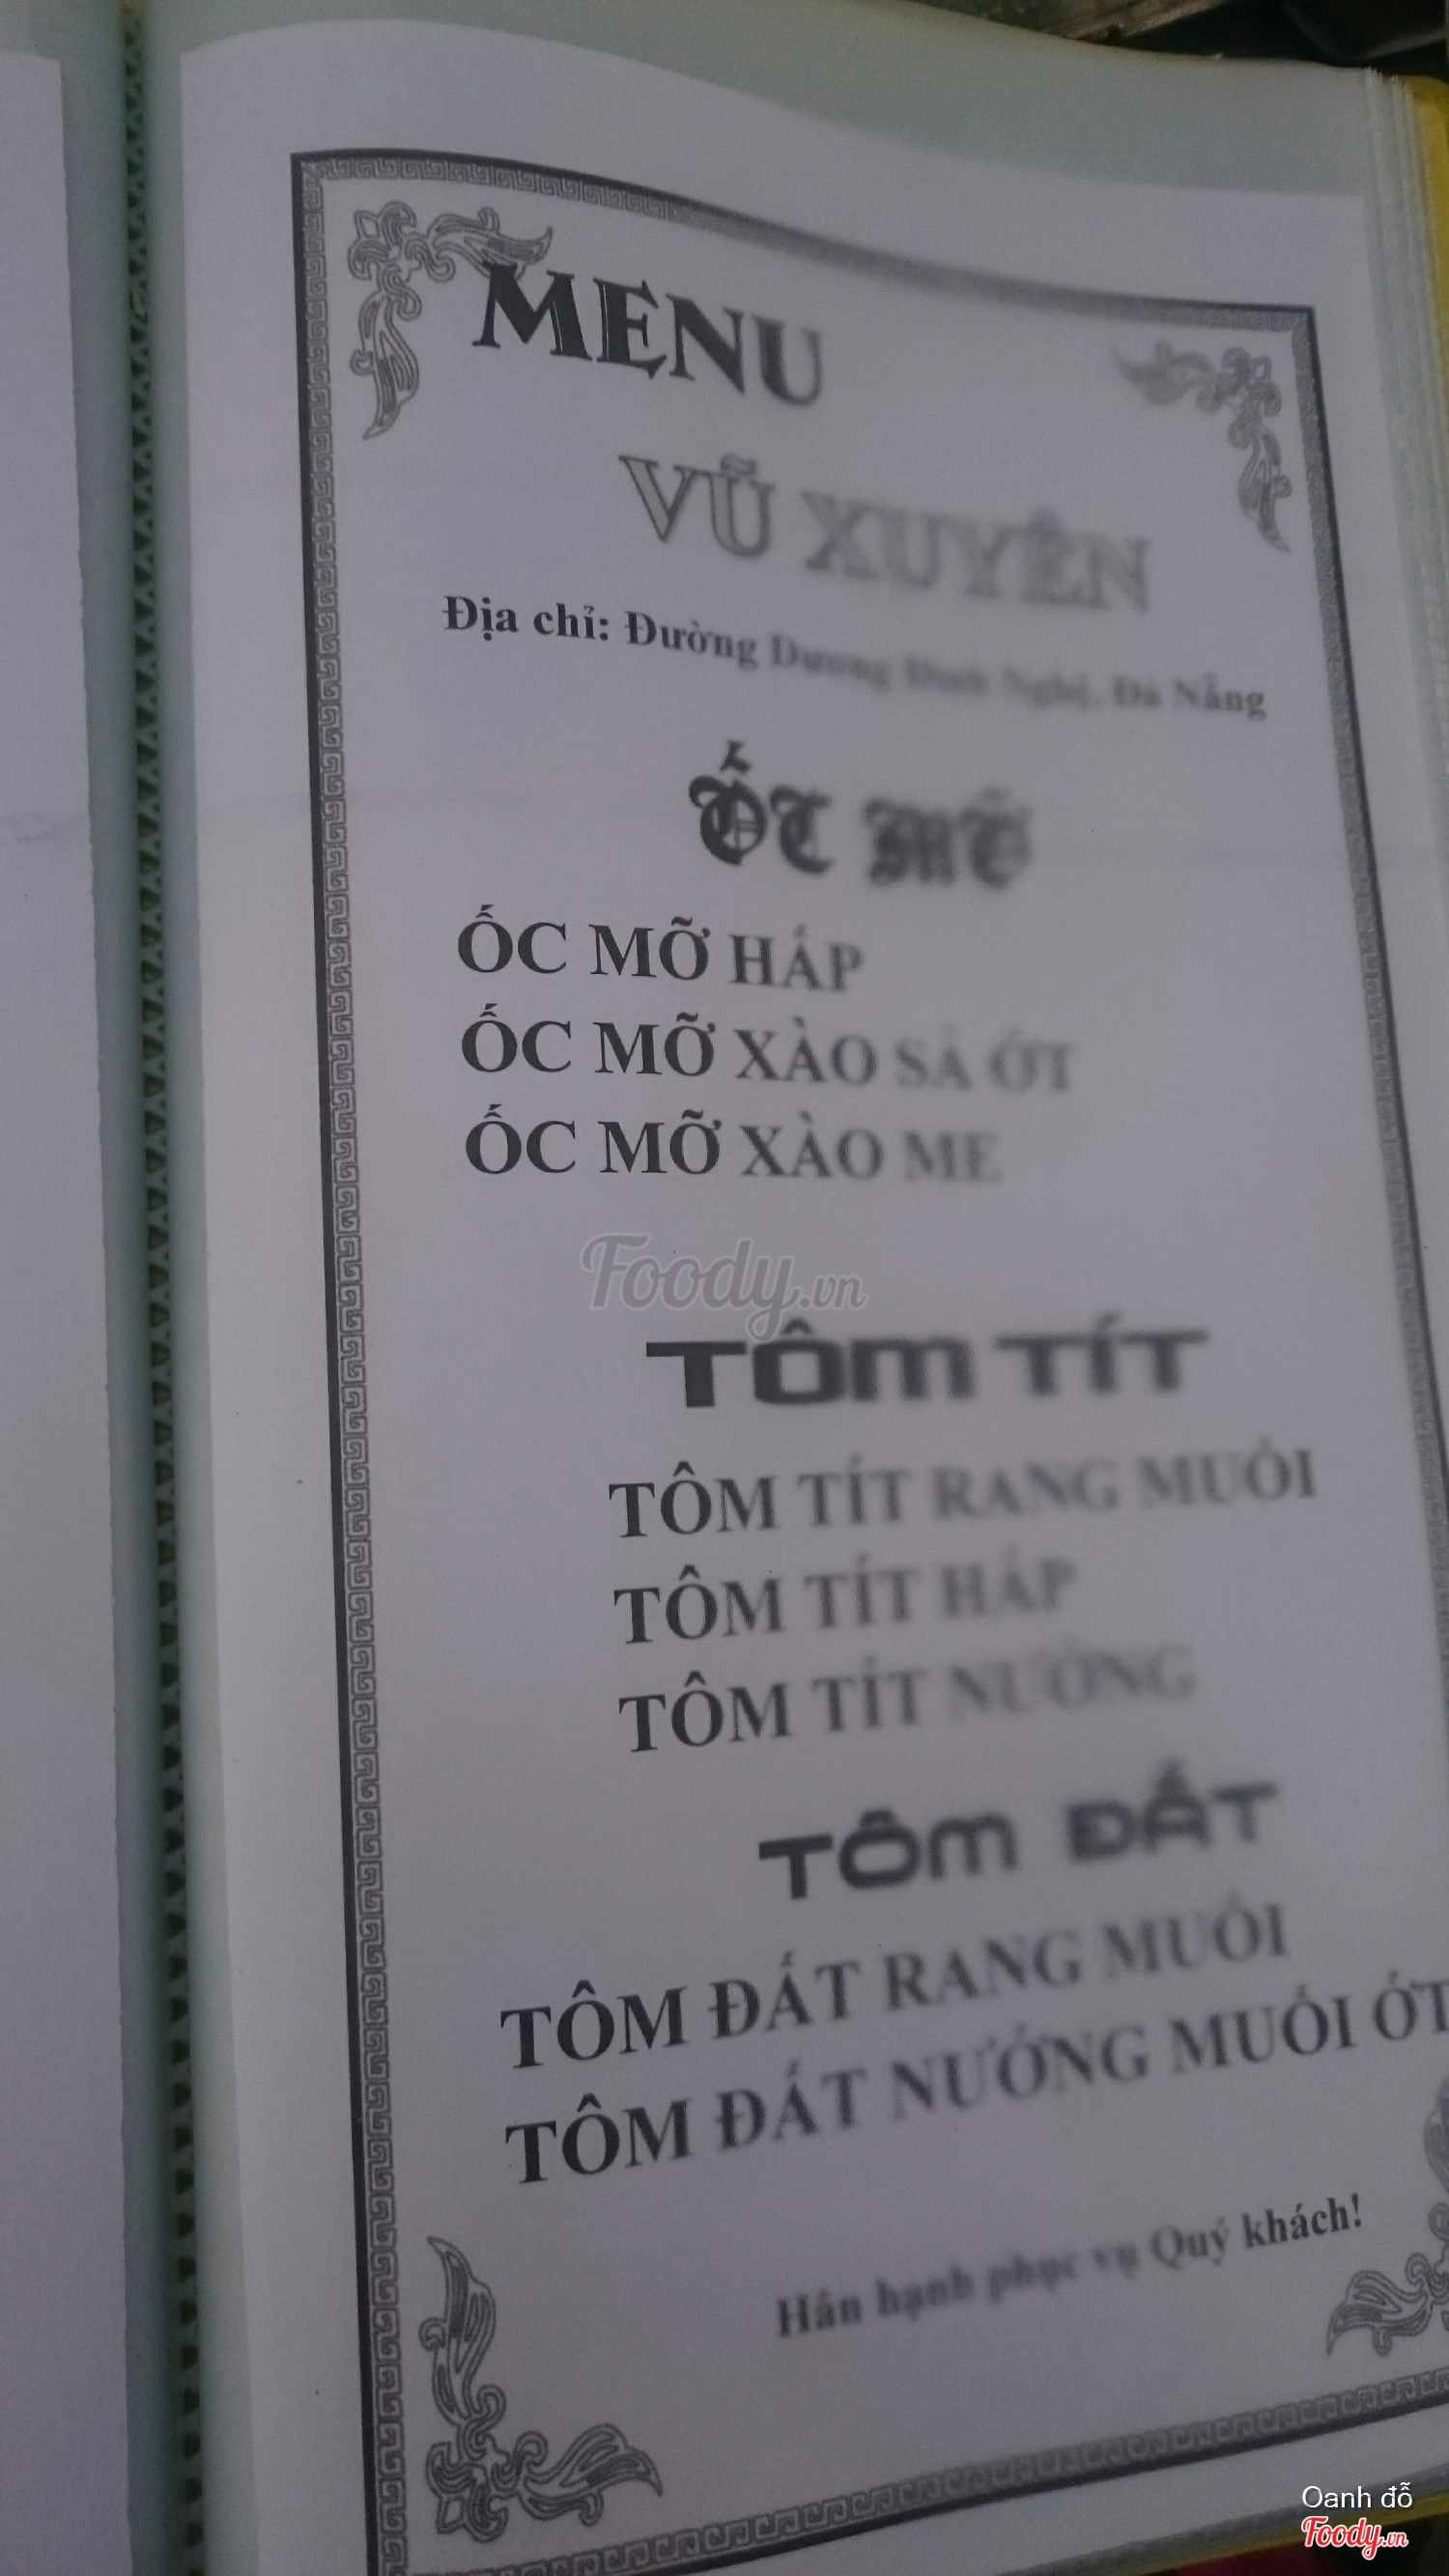 MENU
VŨ XUYÊN
Địa chỉ: Đường Dương Đình Nghệ, Đà Nẵng
ỐC MỠ
ỐC MỠ HẤP
ỐC MỠ XÀO SẢ ỚT
ỐC MỠ XÀO ME
Foody.vn
TÔM TÍT
TÔM TÍT RANG MUỐI
TÔM TÍT HẤP
TÔM TÍT NƯỚNG
TÔM ĐẤT
TÔM ĐẤT RANG MUỐI
TÔM ĐẤT NƯỚNG MUỐI ỚT
Hân hạnh phục vụ Quý khách!
Oanh đỗ
Foody.vn